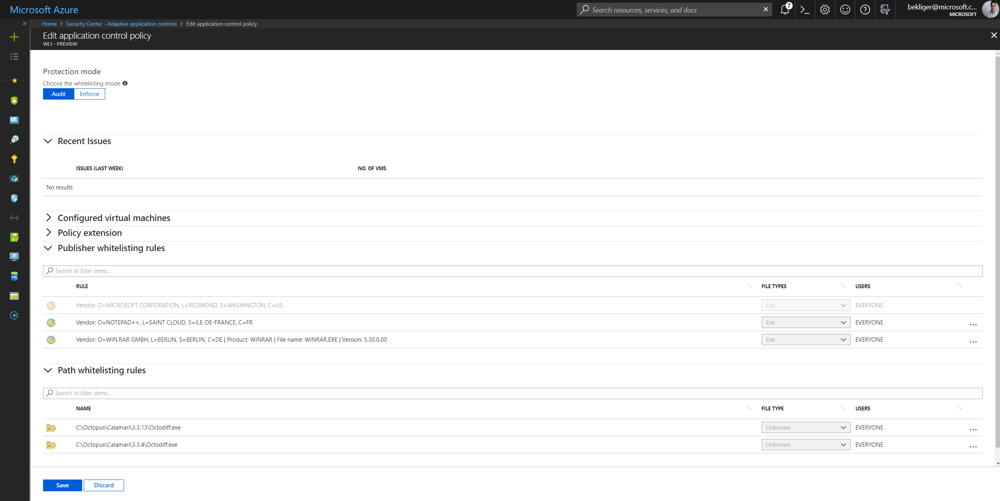 Microsoft Azure
Search resources, services, and docs
7
bekliger@microsoft.c...
MICROSOFT
Home > Security Center - Adaptive application controls > Edit application control policy
Edit application control policy
WL1 - PREVIEW
Protection mode
Choose the whitelisting mode
Audit Enforce
Recent Issues
ISSUES (LAST WEEK) NO. OF VMS
No results
Configured virtual machines
Policy extension
Publisher whitelisting rules
Search to filter items...
RULE FILE TYPES USERS
Vendor: O=MICROSOFT CORPORATION, L=REDMOND, S=WASHINGTON, C=US Exe EVERYONE
Vendor: O=NOTEPAD++, L=SAINT CLOUD, S=ILE-DE-FRANCE, C=FR Exe EVERYONE ...
Vendor: O=WIN.RAR GMBH, L=BERLIN, S=BERLIN, C=DE | Product: WINRAR | File name: WINRAR.EXE | Version: 5.30.0.00 Exe EVERYONE ...
Path whitelisting rules
Search to filter items...
NAME FILE TYPE USERS
C:\Octopus\Calamari\3.3.13\Octodiff.exe Unknown EVERYONE ...
C:\Octopus\Calamari\3.3.4\Octodiff.exe Unknown EVERYONE ...
SQL
Save Discard